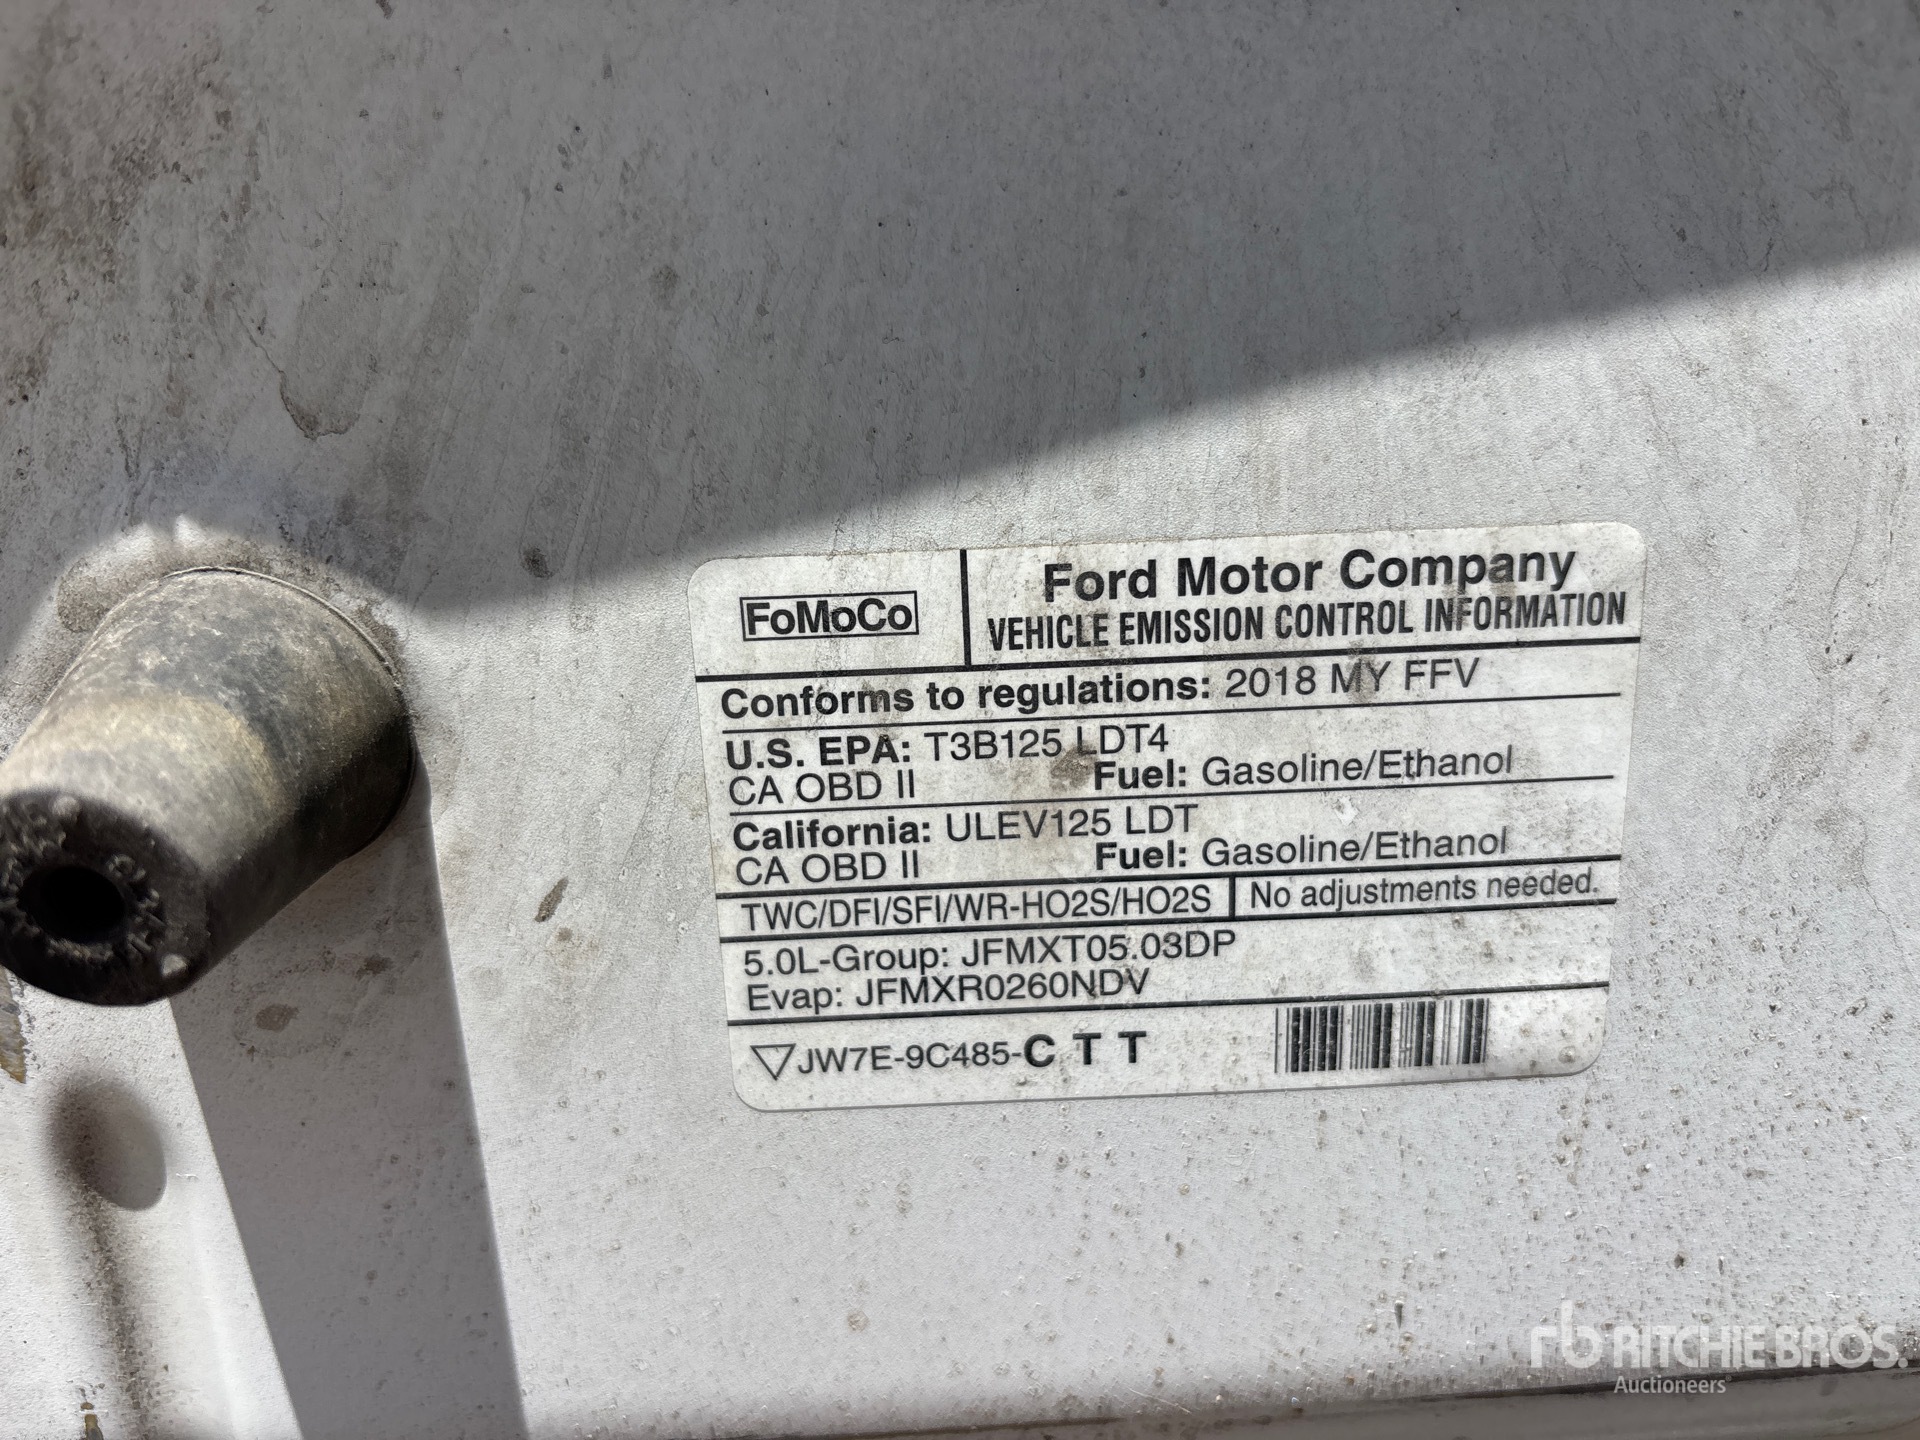 FoMoCo
Ford Motor Company
VEHICLE EMISSION CONTROL INFORMATION
Conforms to regulations: 2018 MY FFV
U.S. EPA: T3B125 LDT4
CA OBD II Fuel: Gasoline/Ethanol
California: ULEV125 LDT
CA OBD II Fuel: Gasoline/Ethanol
TWC/DFI/SFI/WR-HO2S/HO2S No adjustments needed.
5.0L-Group: JFMXT05.03DP
Evap: JFMXR0260NDV
JW7E-9C485-C T T
rb RITCHIE BROS.
Auctioneers